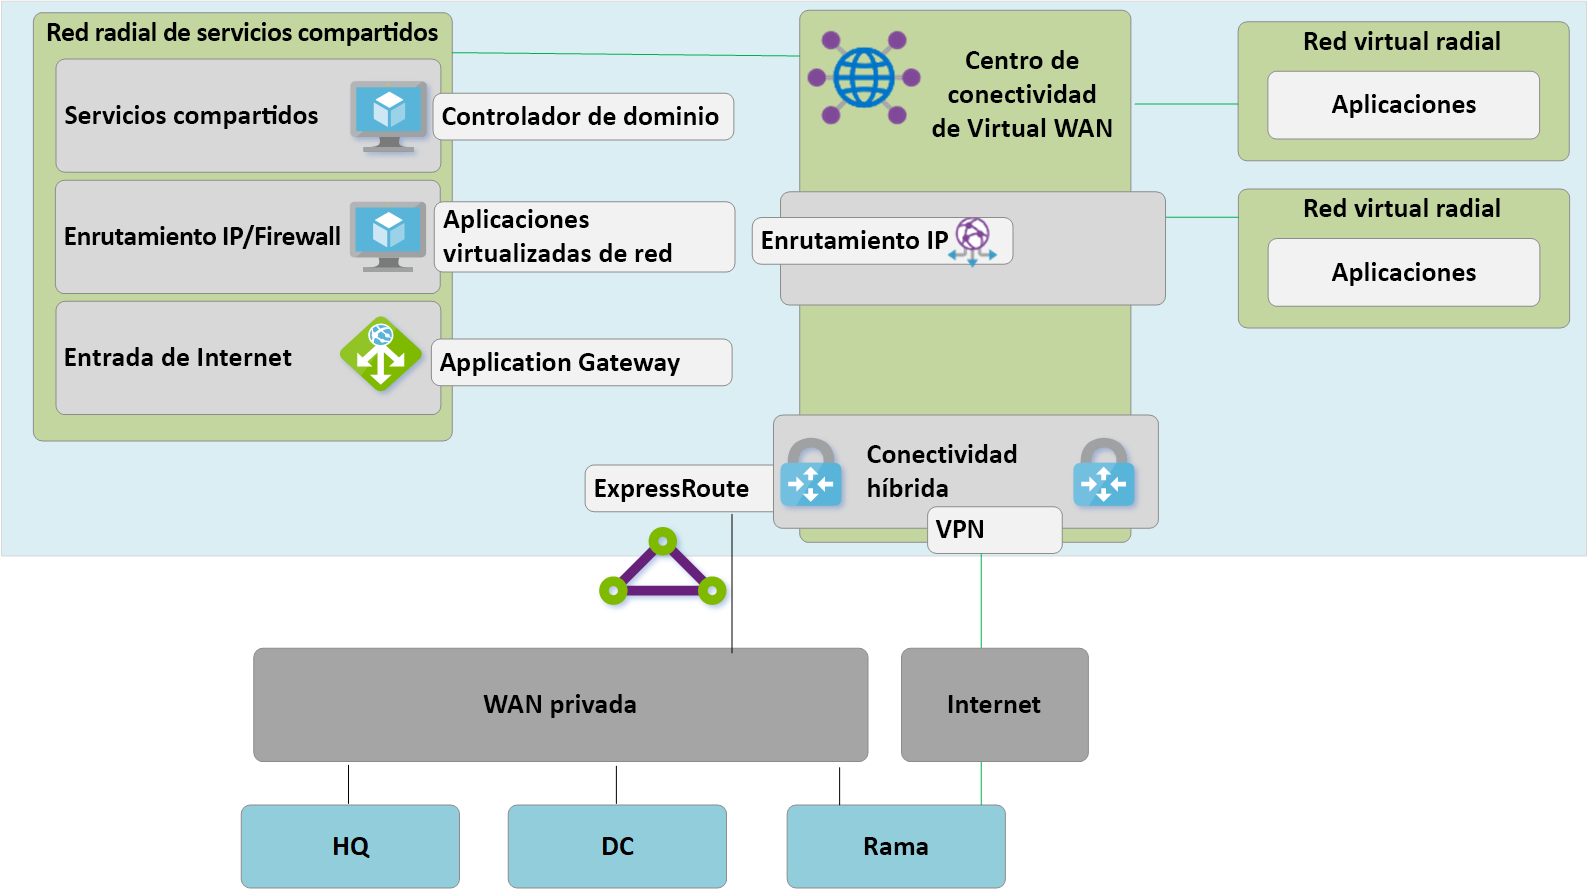 Red radial de servicios compartidos
Servicios compartidos
Controlador de dominio
Enrutamiento IP/Firewall
Aplicaciones
virtualizadas de red
Entrada de Internet
Application Gateway
Centro de
conectividad
de Virtual WAN
Enrutamiento IP
Red virtual radial
Aplicaciones
Red virtual radial
Aplicaciones
Conectividad
híbrida
ExpressRoute
VPN
WAN privada
Internet
HQ
DC
Rama